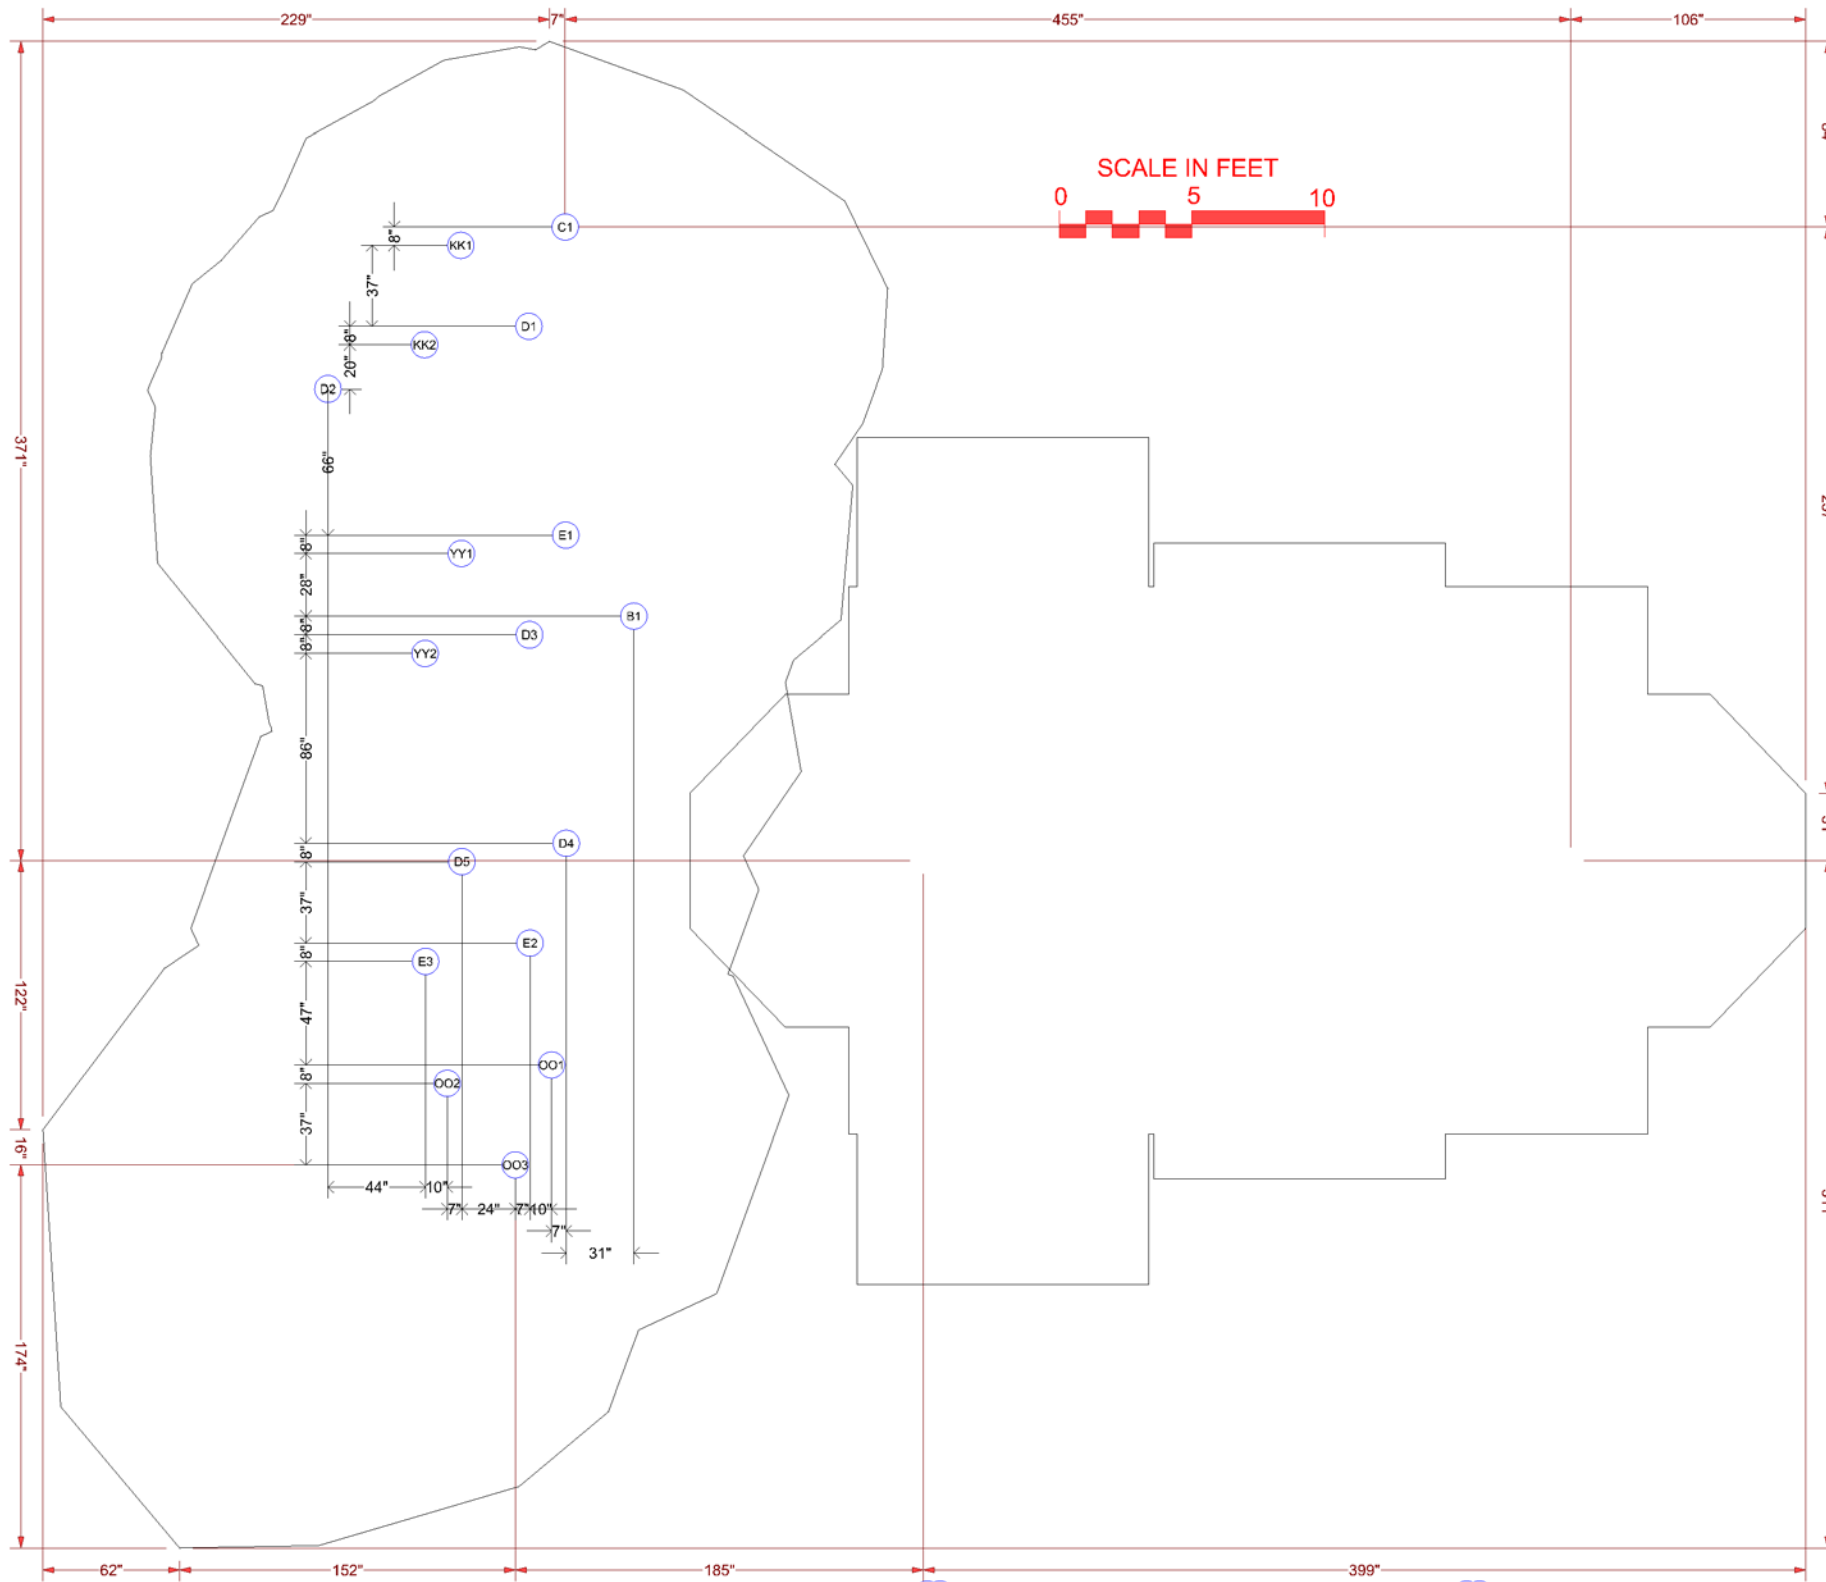 229"
7"
455"
106"
SCALE IN FEET
0
5
10
C1
8"
KK1
37"
D1
8"
KK2
20"
D2
371"
66"
E1
8"
YY1
28"
B1
8"
D3
8"
YY2
86"
D4
8"
D5
37"
E2
8"
E3
122"
47"
OO1
8"
OO2
37"
16"
OO3
44"
10"
7"
24"
7"
10"
7"
31"
174"
62"
152"
185"
399"